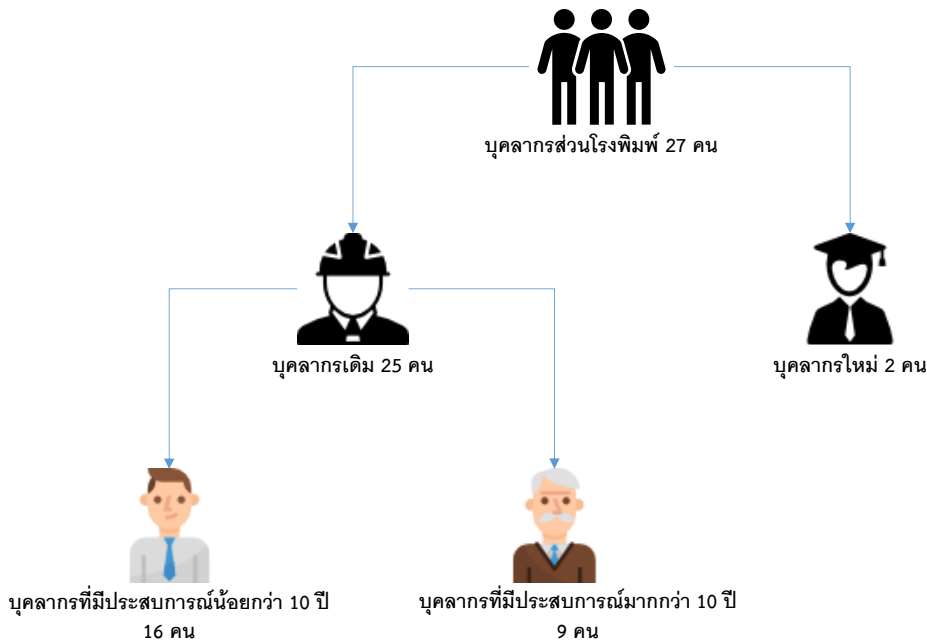 บุคลากรส่วนโรงพิมพ์ 27 คน
บุคลากรเดิม 25 คน
บุคลากรใหม่ 2 คน
บุคลากรที่มีประสบการณ์น้อยกว่า 10 ปี
16 คน
บุคลากรที่มีประสบการณ์มากกว่า 10 ปี
9 คน